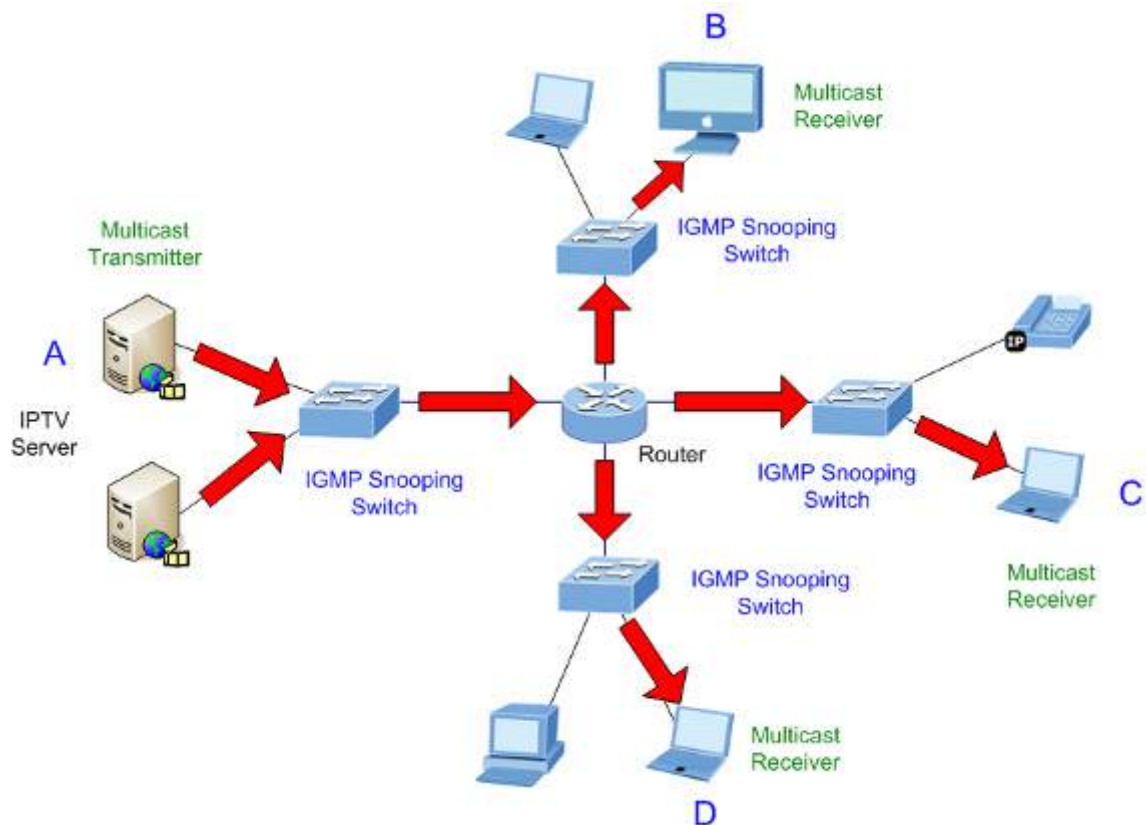 B
Multicast
Receiver
IGMP Snooping
Switch
Multicast
Transmitter
A
IPTV
Server
IGMP Snooping
Switch
Router
IP
IGMP Snooping
Switch
C
Multicast
Receiver
IGMP Snooping
Switch
Multicast
Receiver
D